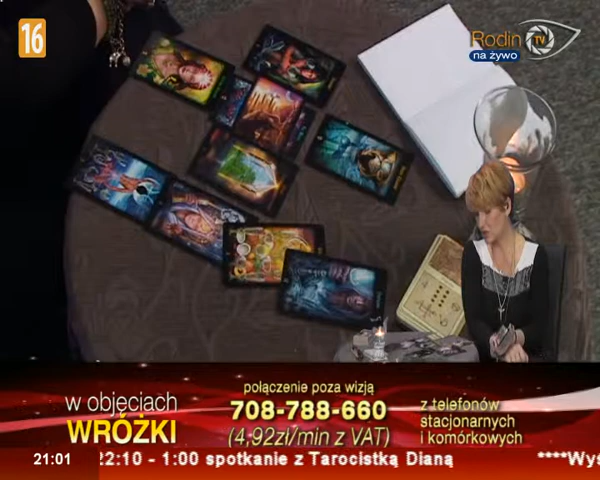 16
Rodin TV
na żywo
połączenie poza wizją
w objęciach
WRÓŻKI
708-788-660
(4,92zł/min z VAT)
z telefonów
stacjonarnych
i komórkowych
21:01
22:10 - 1:00 spotkanie z Tarocistką Dianą
****Wyś